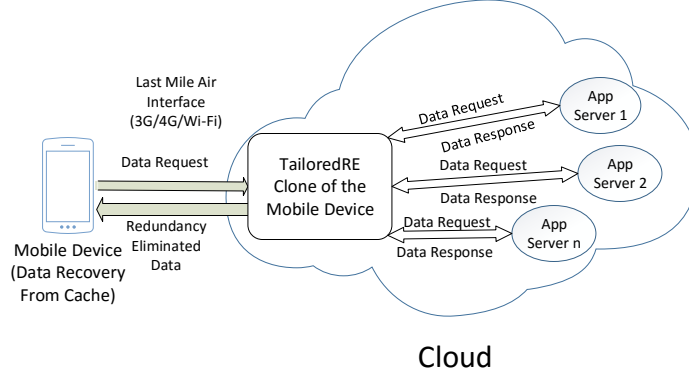 Last Mile Air
Interface
(3G/4G/Wi-Fi)
Data Request
Redundancy
Eliminated
Data
Mobile Device
(Data Recovery
From Cache)
TailoredRE
Clone of the
Mobile Device
Data Request
Data Response
App
Server 1
Data Request
Data Response
App
Server 2
Data Request
Data Response
App
Server n
Cloud